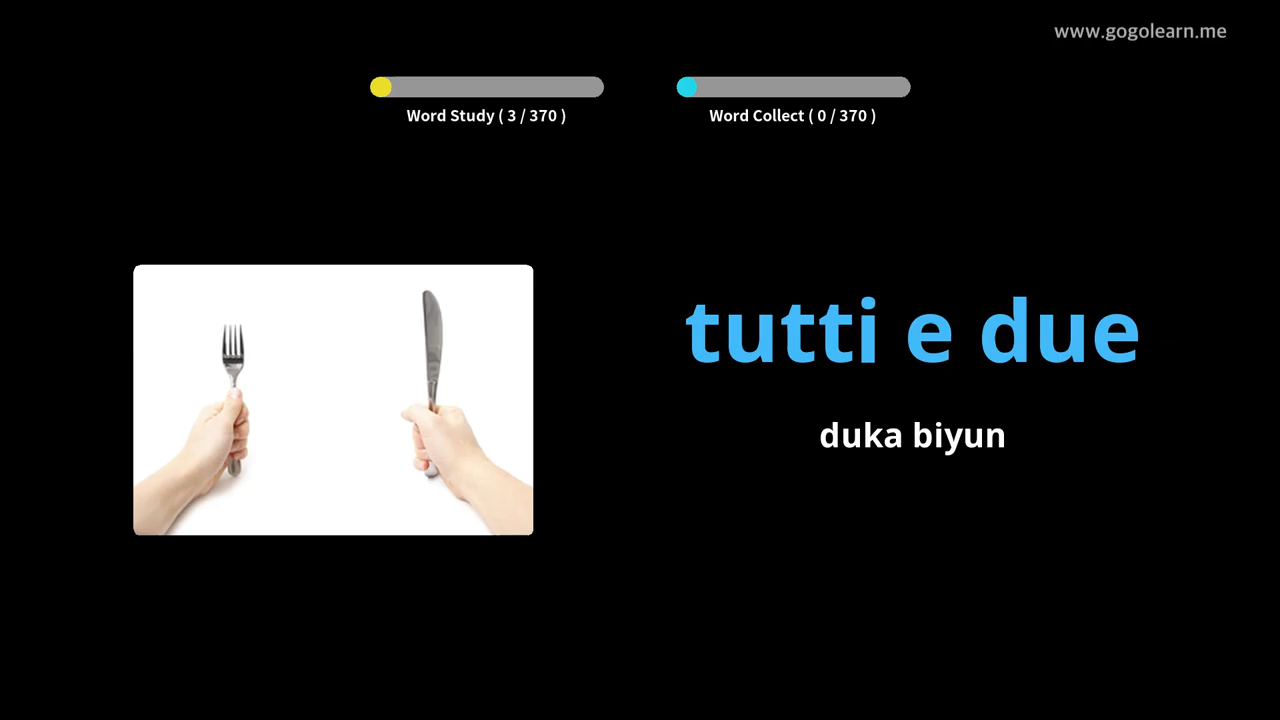 www.gogolearn.me
Word Study ( 3 / 370 )
Word Collect ( 0 / 370 )
tutti e due
duka biyun